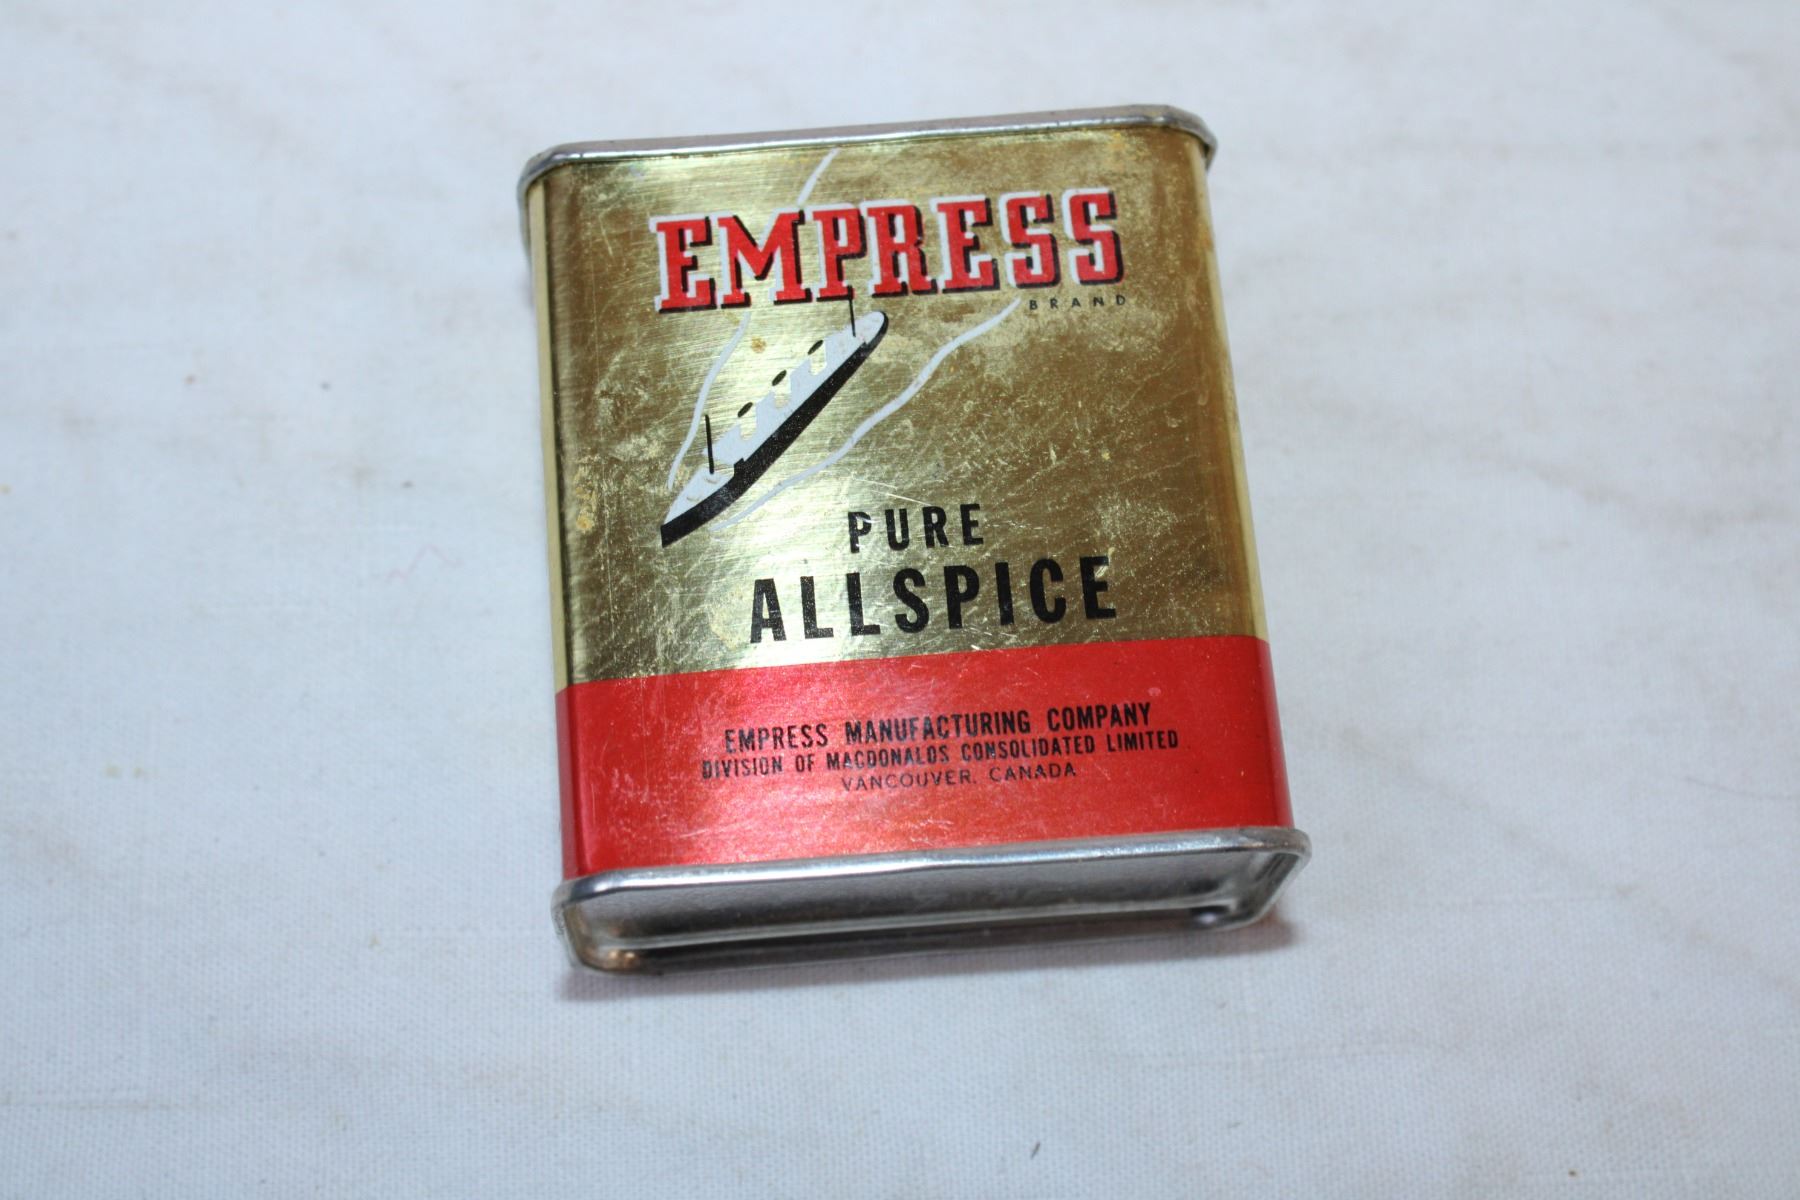 EMPRESS
BRAND
PURE
ALLSPICE
EMPRESS MANUFACTURING COMPANY
DIVISION OF MACDONALDS CONSOLIDATED LIMITED
VANCOUVER, CANADA